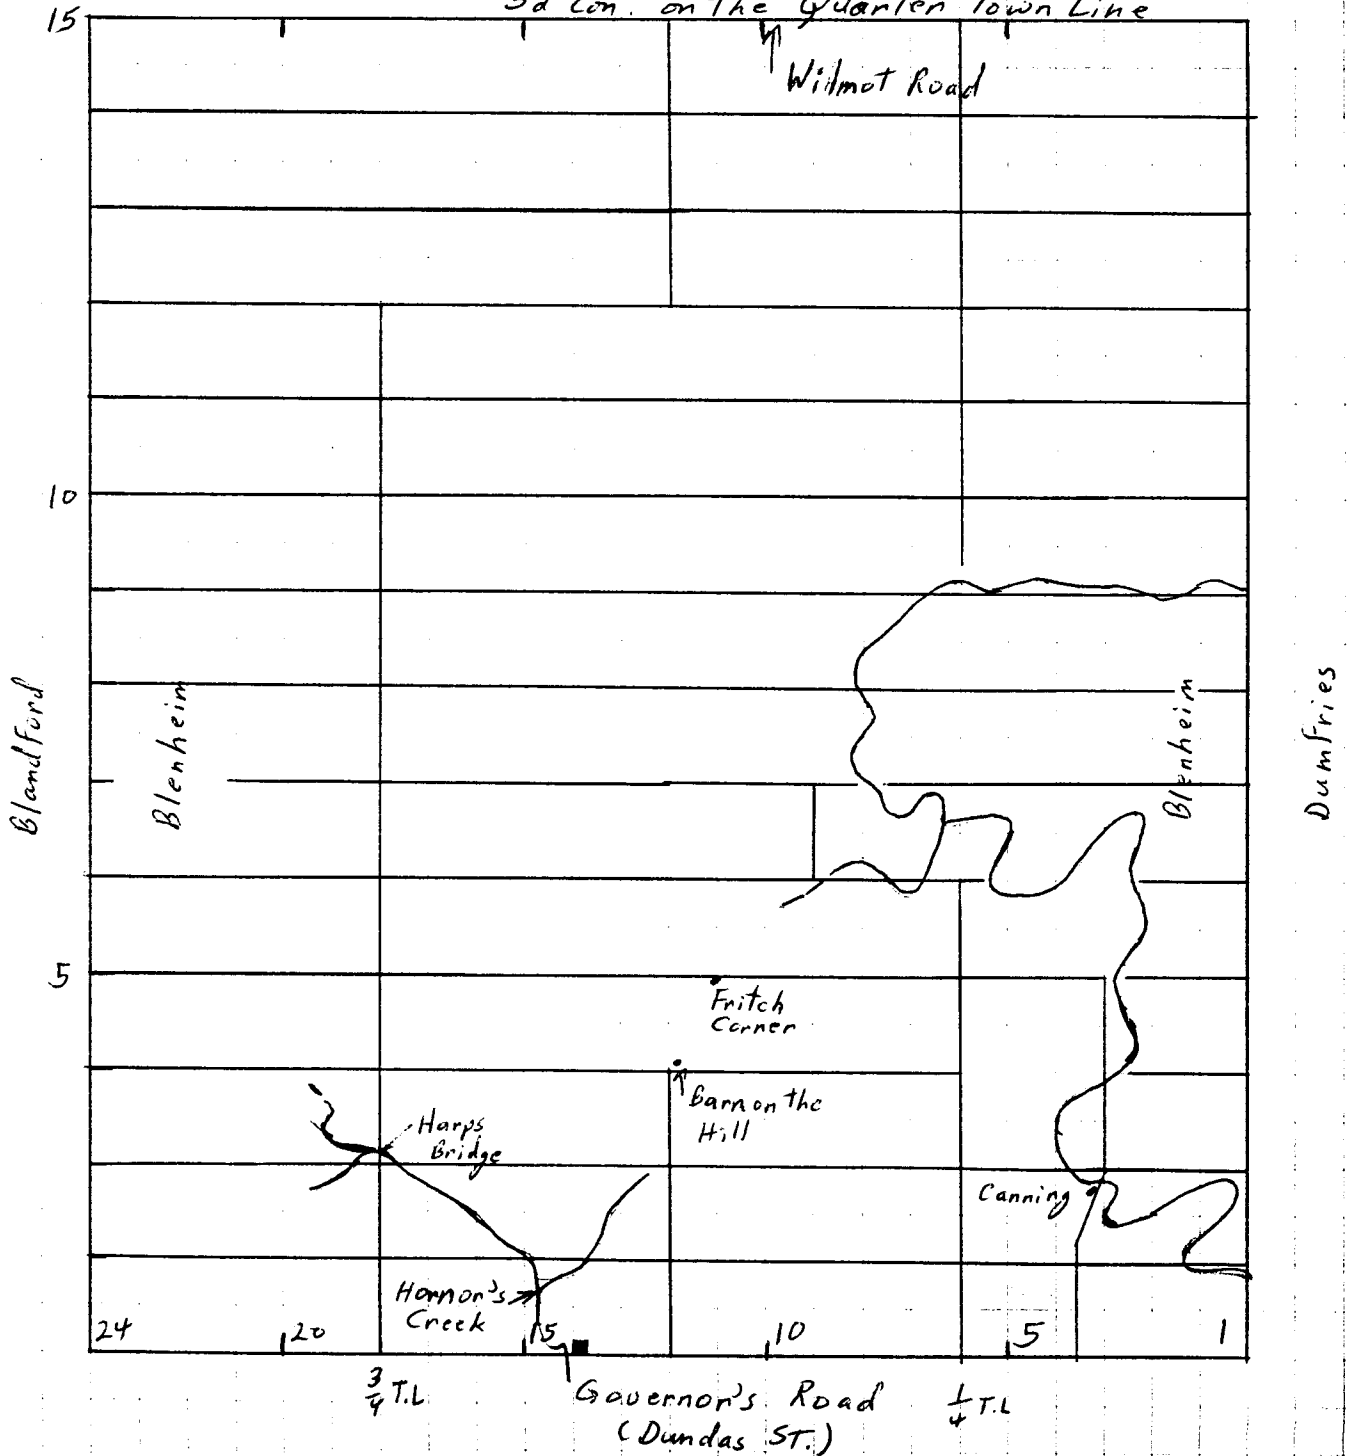 3d Con. on The Quarter Town Line
15
Wilmot Road
10
Blandford
Blenheim
Blenheim
Dumfries
5
Fritch
Corner
Barn on the
Hill
Harps
Bridge
Canning
Hornor's
Creek
24 20 15 10 5 1
3/4 T.L
Governor's Road
1/4 T.L
(Dundas ST.)